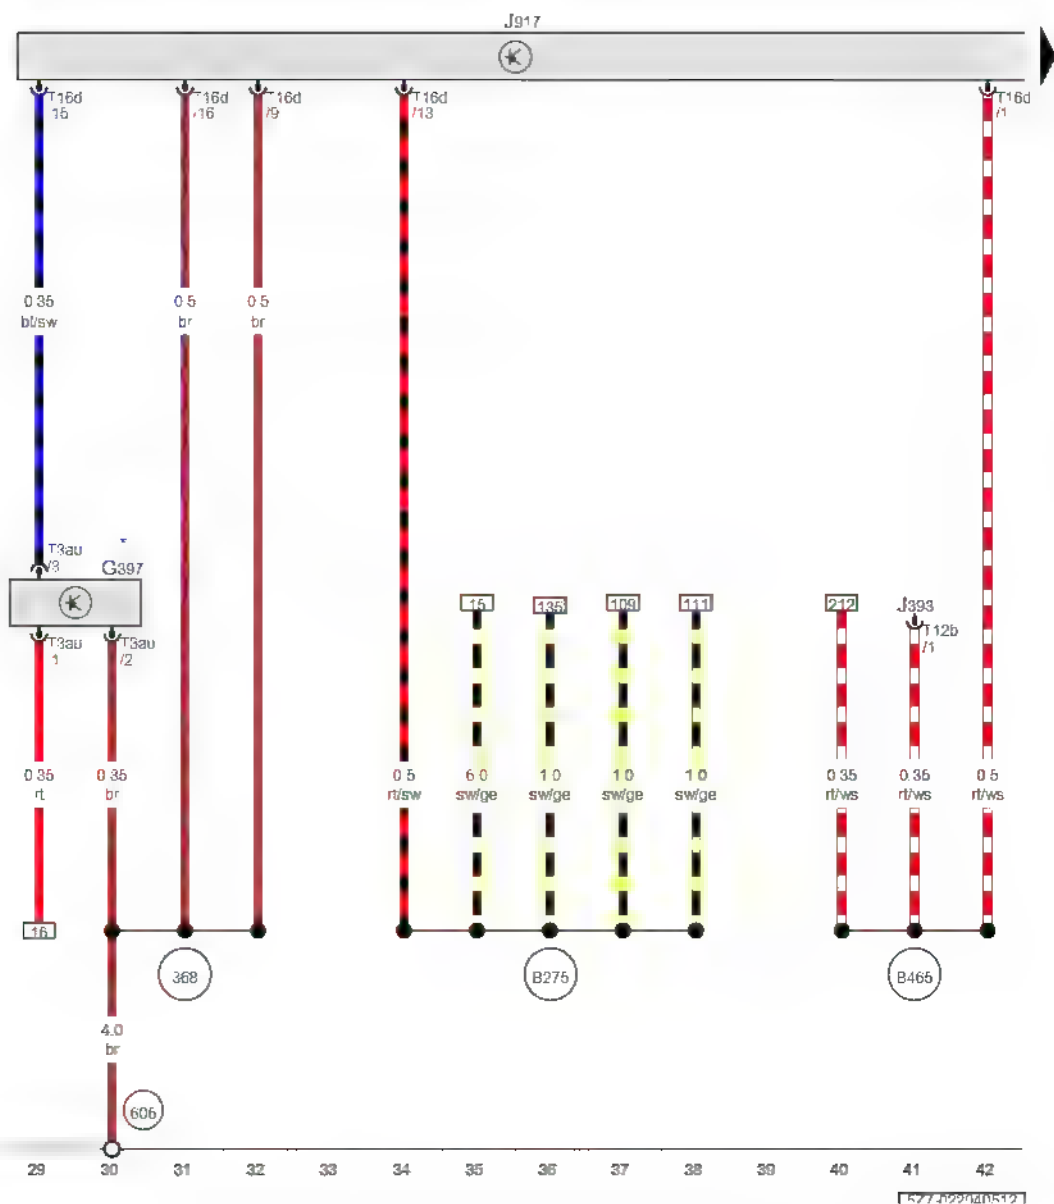 J917
T16d
/15
T16d
/16
T16d
/9
T16d
/13
T16d
/1
0.35
bl/sw
0.5
br
0.5
br
T3au
/3
*
G397
T3au
/1
T3au
/2
15
135
109
111
212
J393
T12b
/1
0.35
rt
0.35
br
0.5
rt/sw
6.0
sw/ge
1.0
sw/ge
1.0
sw/ge
1.0
sw/ge
0.35
rt/ws
0.35
rt/ws
0.5
rt/ws
16
368
B275
B465
4.0
br
606
29 30 31 32 33 34 35 36 37 38 39 40 41 42
5Z7-022040512